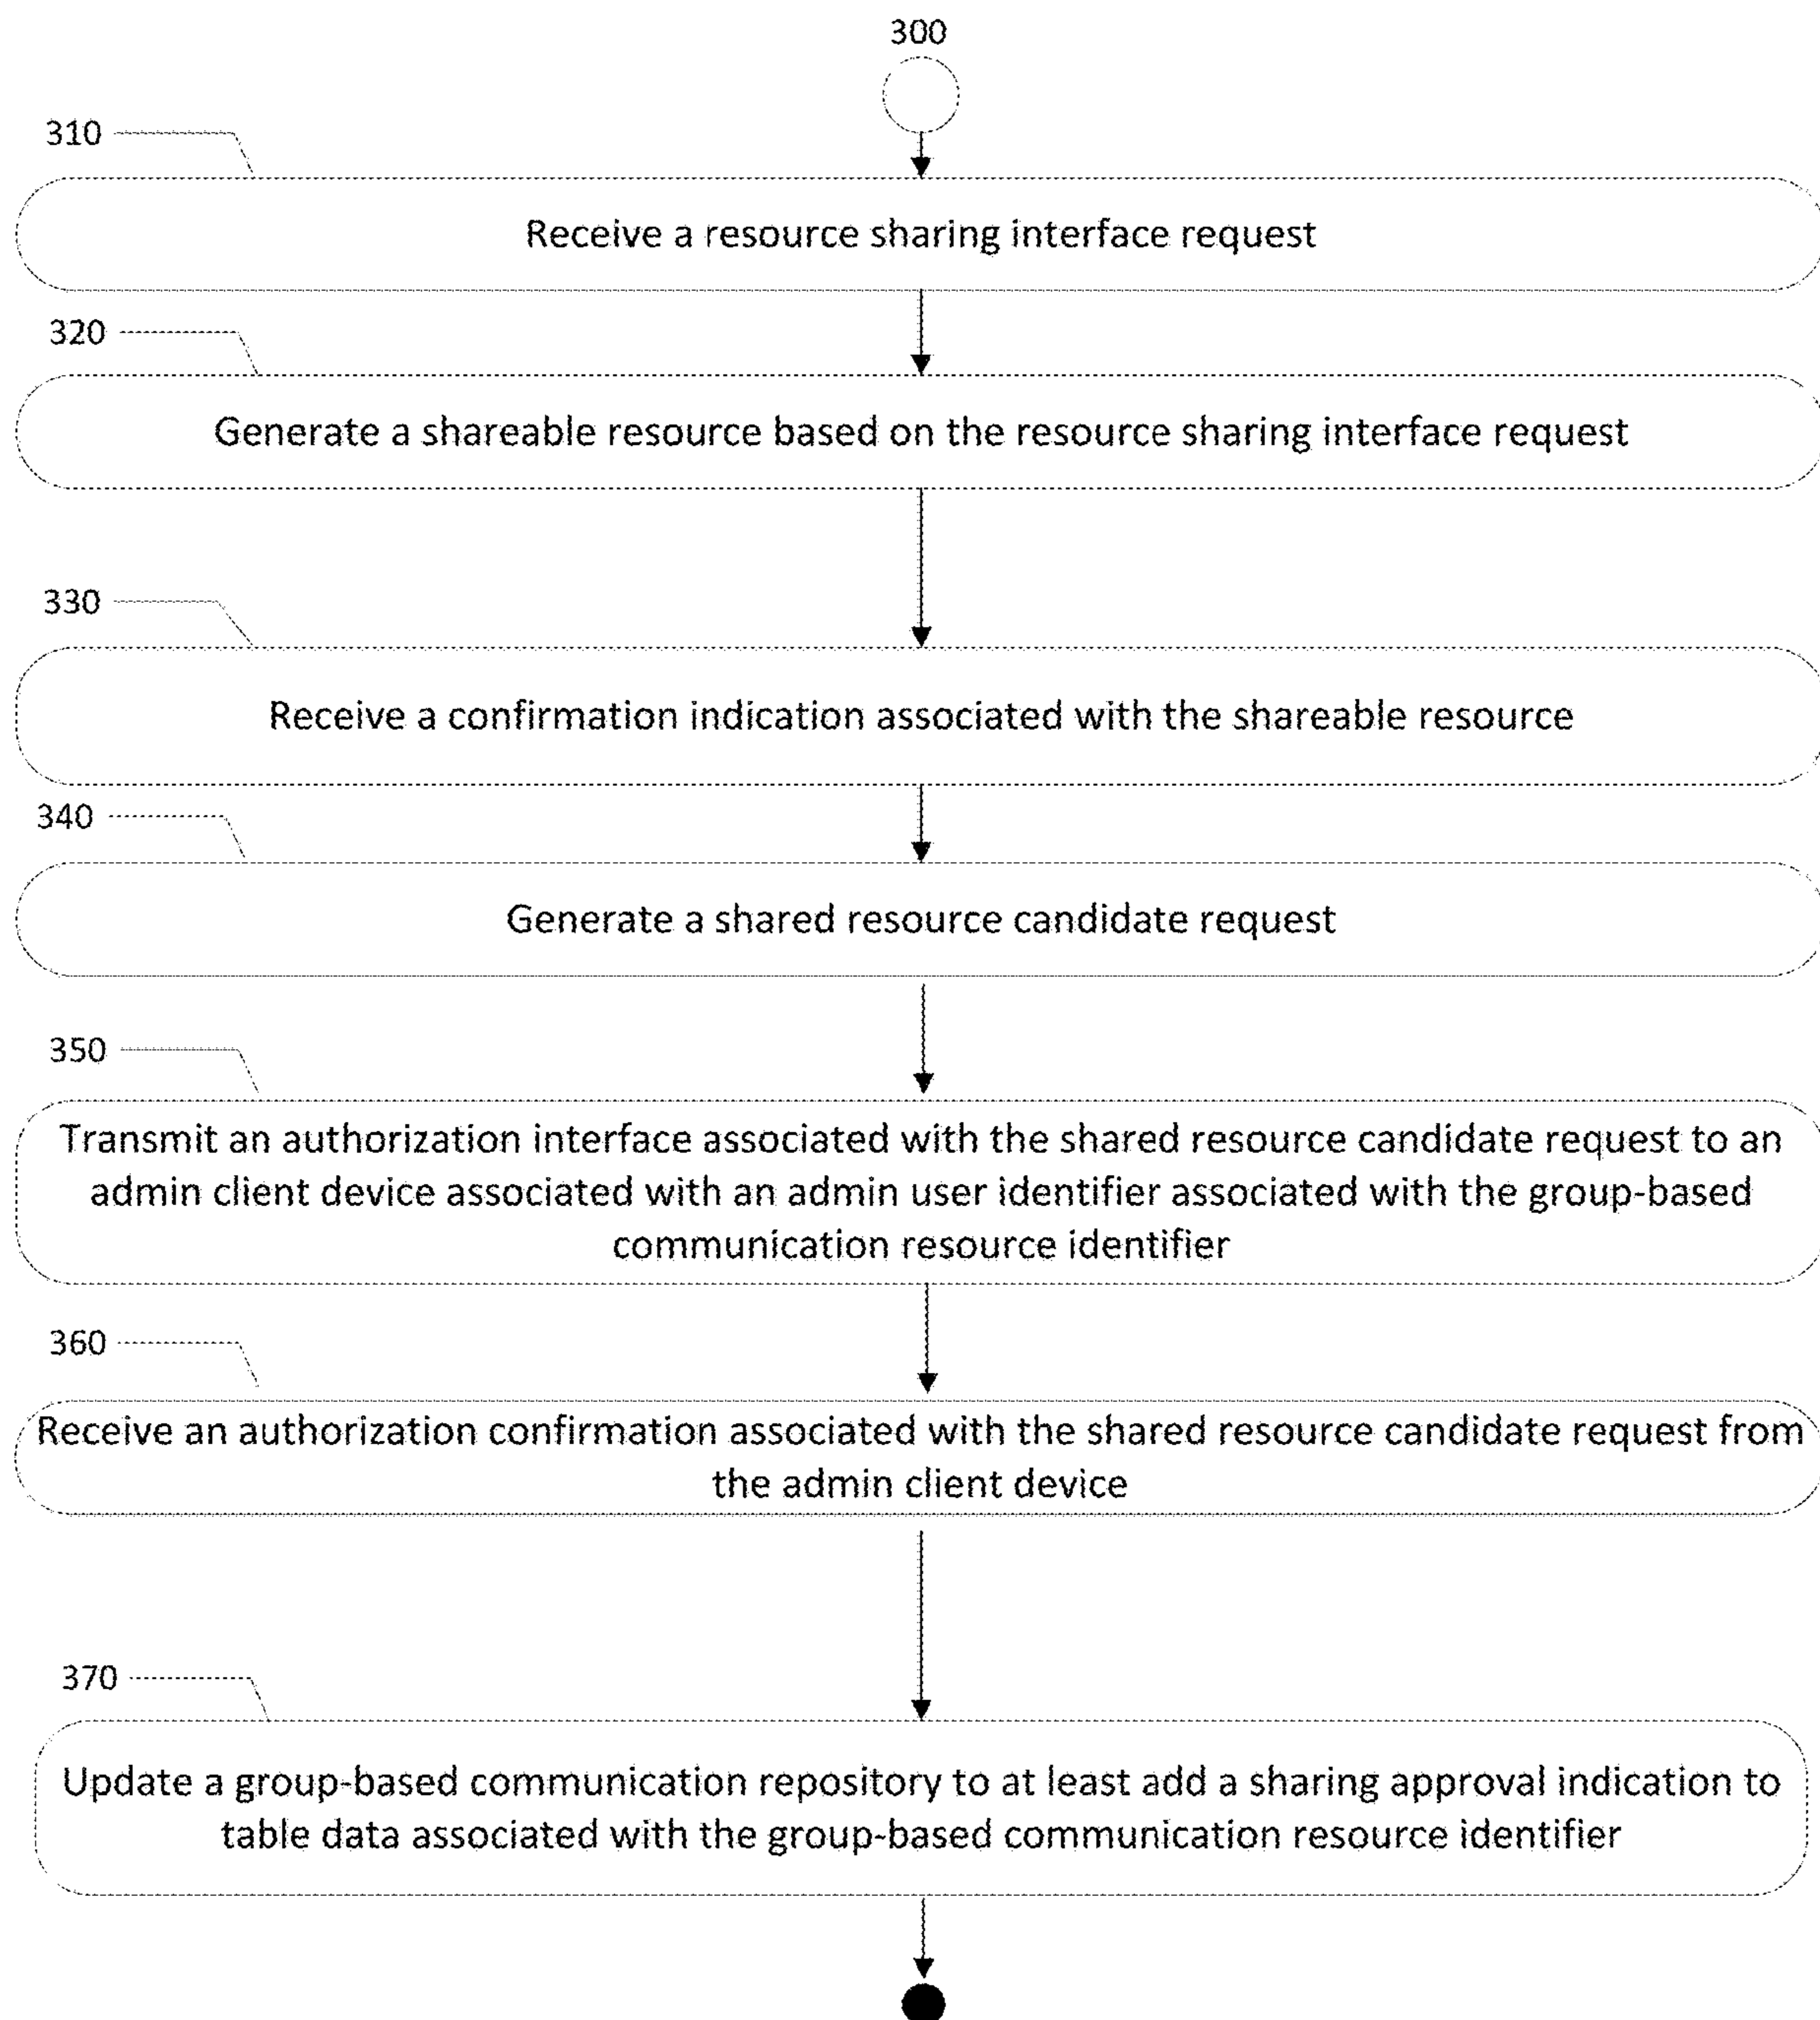 300
310
Receive a resource sharing interface request
320
Generate a shareable resource based on the resource sharing interface request
330
Receive a confirmation indication associated with the shareable resource
340
Generate a shared resource candidate request
350
Transmit an authorization interface associated with the shared resource candidate request to an
admin client device associated with an admin user identifier associated with the group-based
communication resource identifier
360
Receive an authorization confirmation associated with the shared resource candidate request from
the admin client device
370
Update a group-based communication repository to at least add a sharing approval indication to
table data associated with the group-based communication resource identifier